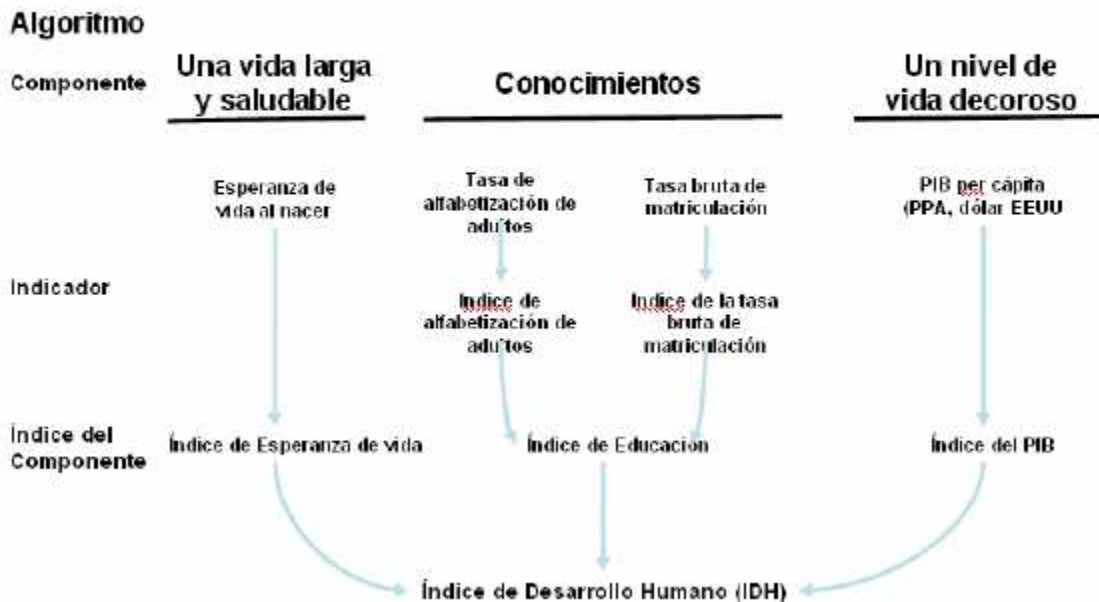 Algoritmo
Componente
Una vida larga
y saludable
Conocimientos
Un nivel de
vida decoroso
Esperanza de
vida al nacer
Tasa de
alfabetización de
adultos
Tasa bruta de
matriculación
PIB per cápita
(PPA, dólar EEUU
Indicador
Indice de
alfabetización de
adultos
Indice de la tasa
bruta de
matriculación
Índice del
Componente
Índice de Esperanza de vida
Índice de Educación
Índice del PIB
Índice de Desarrollo Humano (IDH)